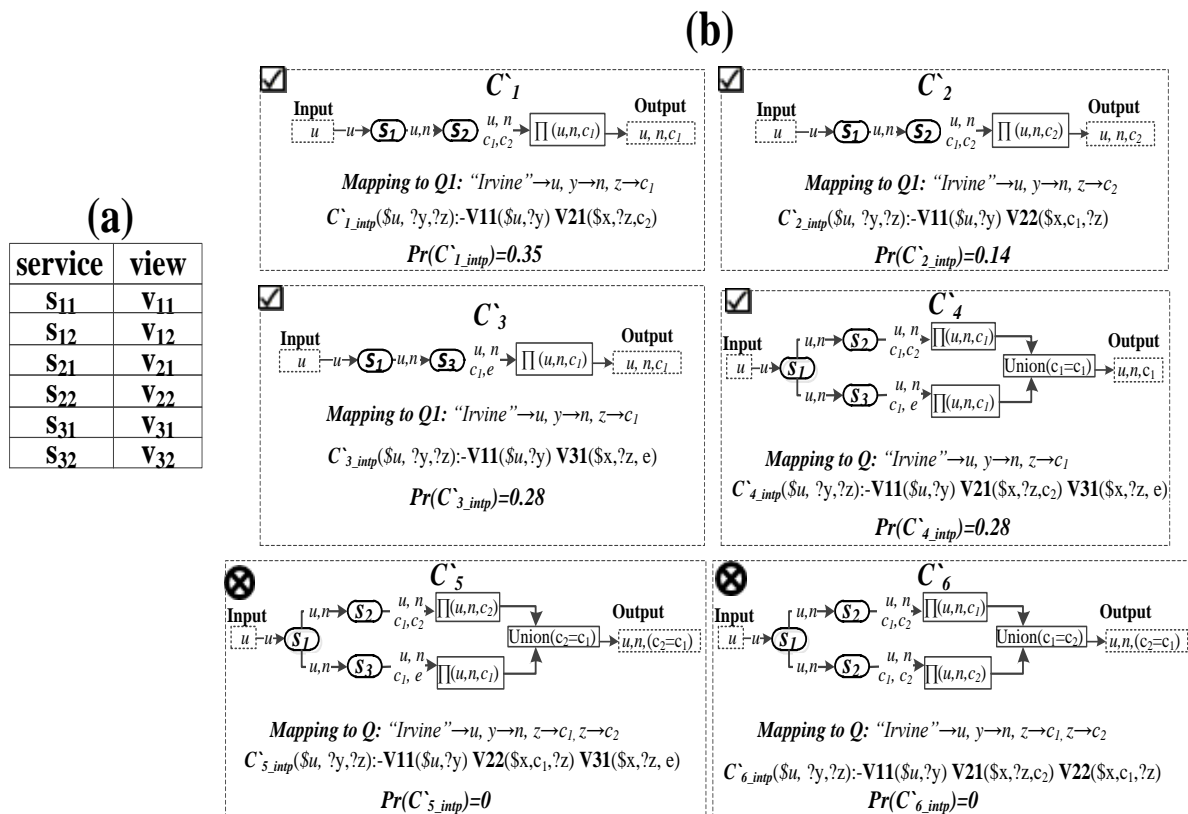 (a)
service view
s11 v11
s12 v12
s21 v21
s22 v22
s31 v31
s32 v32
(b)
C`1
Input
Output
u
u
S1
u,n
S2
u, n
c1,c2
∏(u,n,c1)
u, n,c1
Mapping to Q1: “Irvine”→u, y→n, z→c1
C`1_intp($u, ?y,?z):-V11($u,?y) V21($x,?z,c2)
Pr(C`1_intp)=0.35
C`2
Input
Output
u
u
S1
u,n
S2
u, n
c1,c2
∏(u,n,c2)
u, n,c2
Mapping to Q1: “Irvine”→u, y→n, z→c2
C`2_intp($u, ?y,?z):-V11($u,?y) V22($x,c1,?z)
Pr(C`2_intp)=0.14
C`3
Input
Output
u
u
S1
u,n
S3
u, n
c1,e
∏(u,n,c1)
u, n,c1
Mapping to Q1: “Irvine”→u, y→n, z→c1
C`3_intp($u, ?y,?z):-V11($u,?y) V31($x,?z, e)
Pr(C`3_intp)=0.28
C`4
Input
Output
u
u
S1
u,n
S2
u, n
c1,c2
∏(u,n,c1)
Union(c1=c1)
u,n,c1
u,n
S3
u, n
c1, e
∏(u,n,c1)
Mapping to Q: “Irvine”→u, y→n, z→c1
C`4_intp($u, ?y,?z):-V11($u,?y) V21($x,?z,c2) V31($x,?z, e)
Pr(C`4_intp)=0.28
C`5
Input
Output
u
u
S1
u,n
S2
u, n
c1,c2
∏(u,n,c2)
Union(c2=c1)
u,n,(c2=c1)
u,n
S3
u, n
c1, e
∏(u,n,c1)
Mapping to Q: “Irvine”→u, y→n, z→c1, z→c2
C`5_intp($u, ?y,?z):-V11($u,?y) V22($x,c1,?z) V31($x,?z, e)
Pr(C`5_intp)=0
C`6
Input
Output
u
u
S1
u,n
S2
u, n
c1,c2
∏(u,n,c1)
Union(c1=c2)
u,n,(c2=c1)
u,n
S2
u, n
c1, c2
∏(u,n,c2)
Mapping to Q: “Irvine”→u, y→n, z→c1, z→c2
C`6_intp($u, ?y,?z):-V11($u,?y) V21($x,?z,c2) V22($x,c1,?z)
Pr(C`6_intp)=0